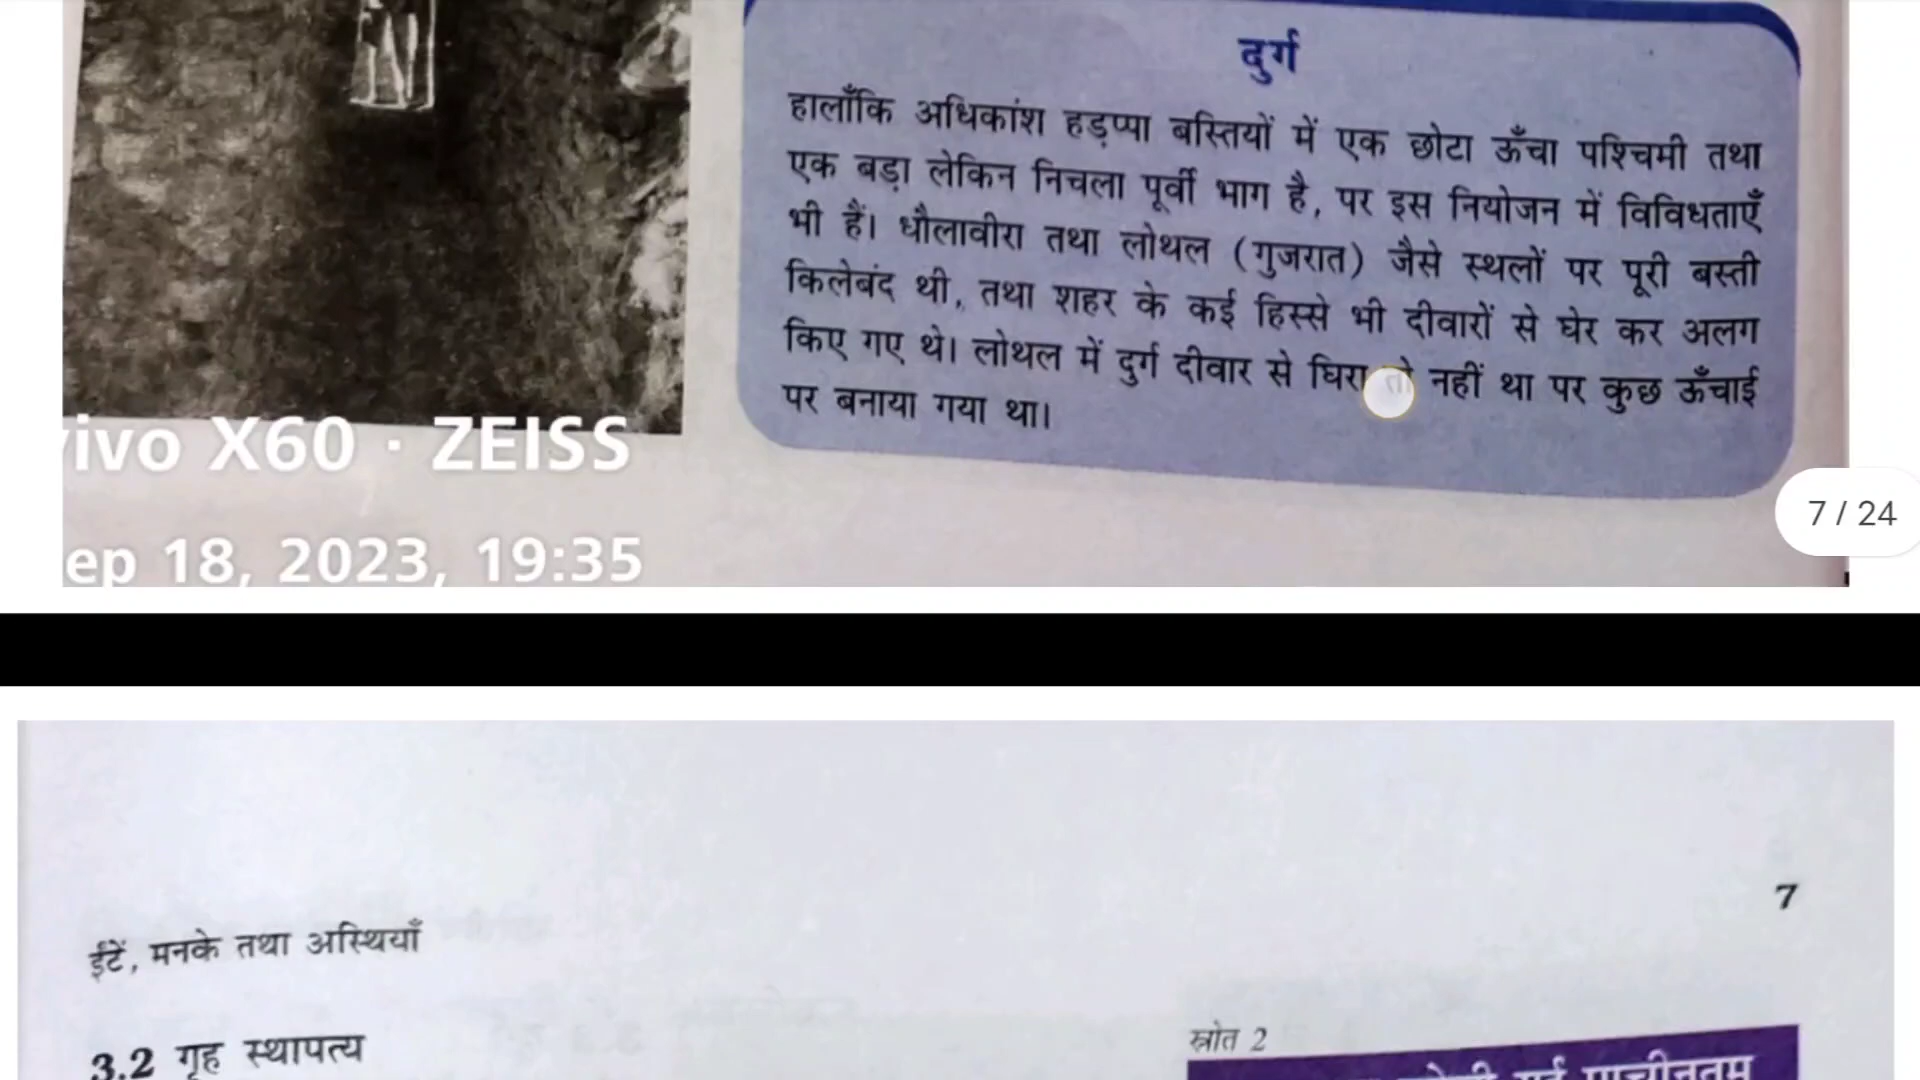 दुर्ग
हालाँकि अधिकांश हड़प्पा बस्तियों में एक छोटा ऊँचा पश्चिमी तथा
एक बड़ा लेकिन निचला पूर्वी भाग है, पर इस नियोजन में विविधताएँ
भी हैं। धौलावीरा तथा लोथल (गुजरात) जैसे स्थलों पर पूरी बस्ती
किलेबंद थी, तथा शहर के कई हिस्से भी दीवारों से घेर कर अलग
किए गए थे। लोथल में दुर्ग दीवार से घिरा तो नहीं था पर कुछ ऊँचाई
पर बनाया गया था।
vivo X60 · ZEISS
ep 18, 2023, 19:35
7 / 24
7
ईंटें, मनके तथा अस्थियाँ
3.2 गृह स्थापत्य
स्रोत 2
गई प्राचीनतम